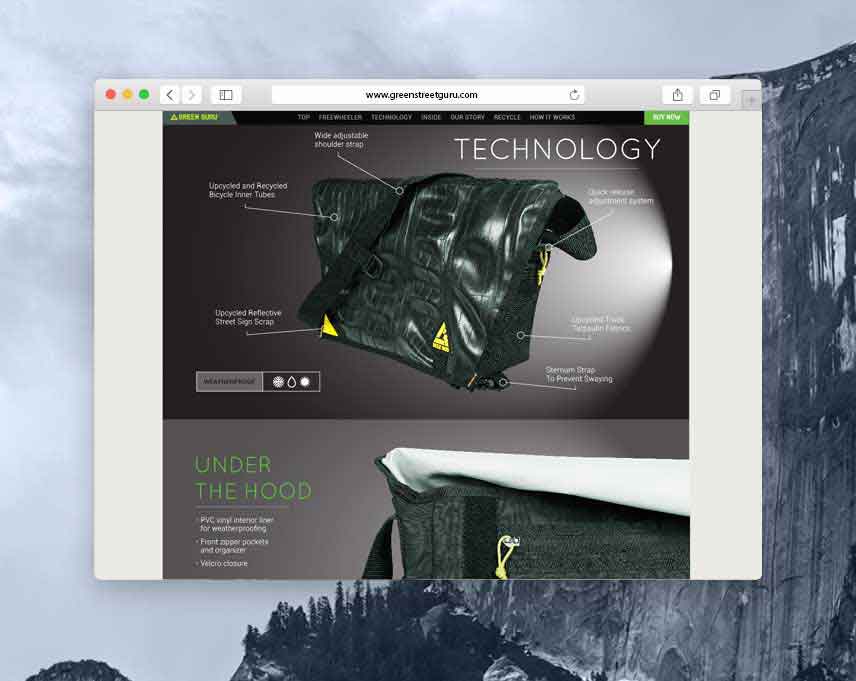 www.greenstreetguru.com
GREEN GURU
TOP FREEWHEELER TECHNOLOGY INSIDE OUR STORY RECYCLE HOW IT WORKS
BUY NOW
TECHNOLOGY
Wide adjustable
shoulder strap
Upcycled and Recycled
Bicycle Inner Tubes
Quick release
adjustment system
Upcycled Reflective
Street Sign Scrap
Upcycled Truck
Tarpaulin Fabrics
Sternum Strap
To Prevent Swaying
WEATHERPROOF
UNDER
THE HOOD
· PVC vinyl interior liner
for weatherproofing
· Front zipper pockets
and organizer
· Velcro closure